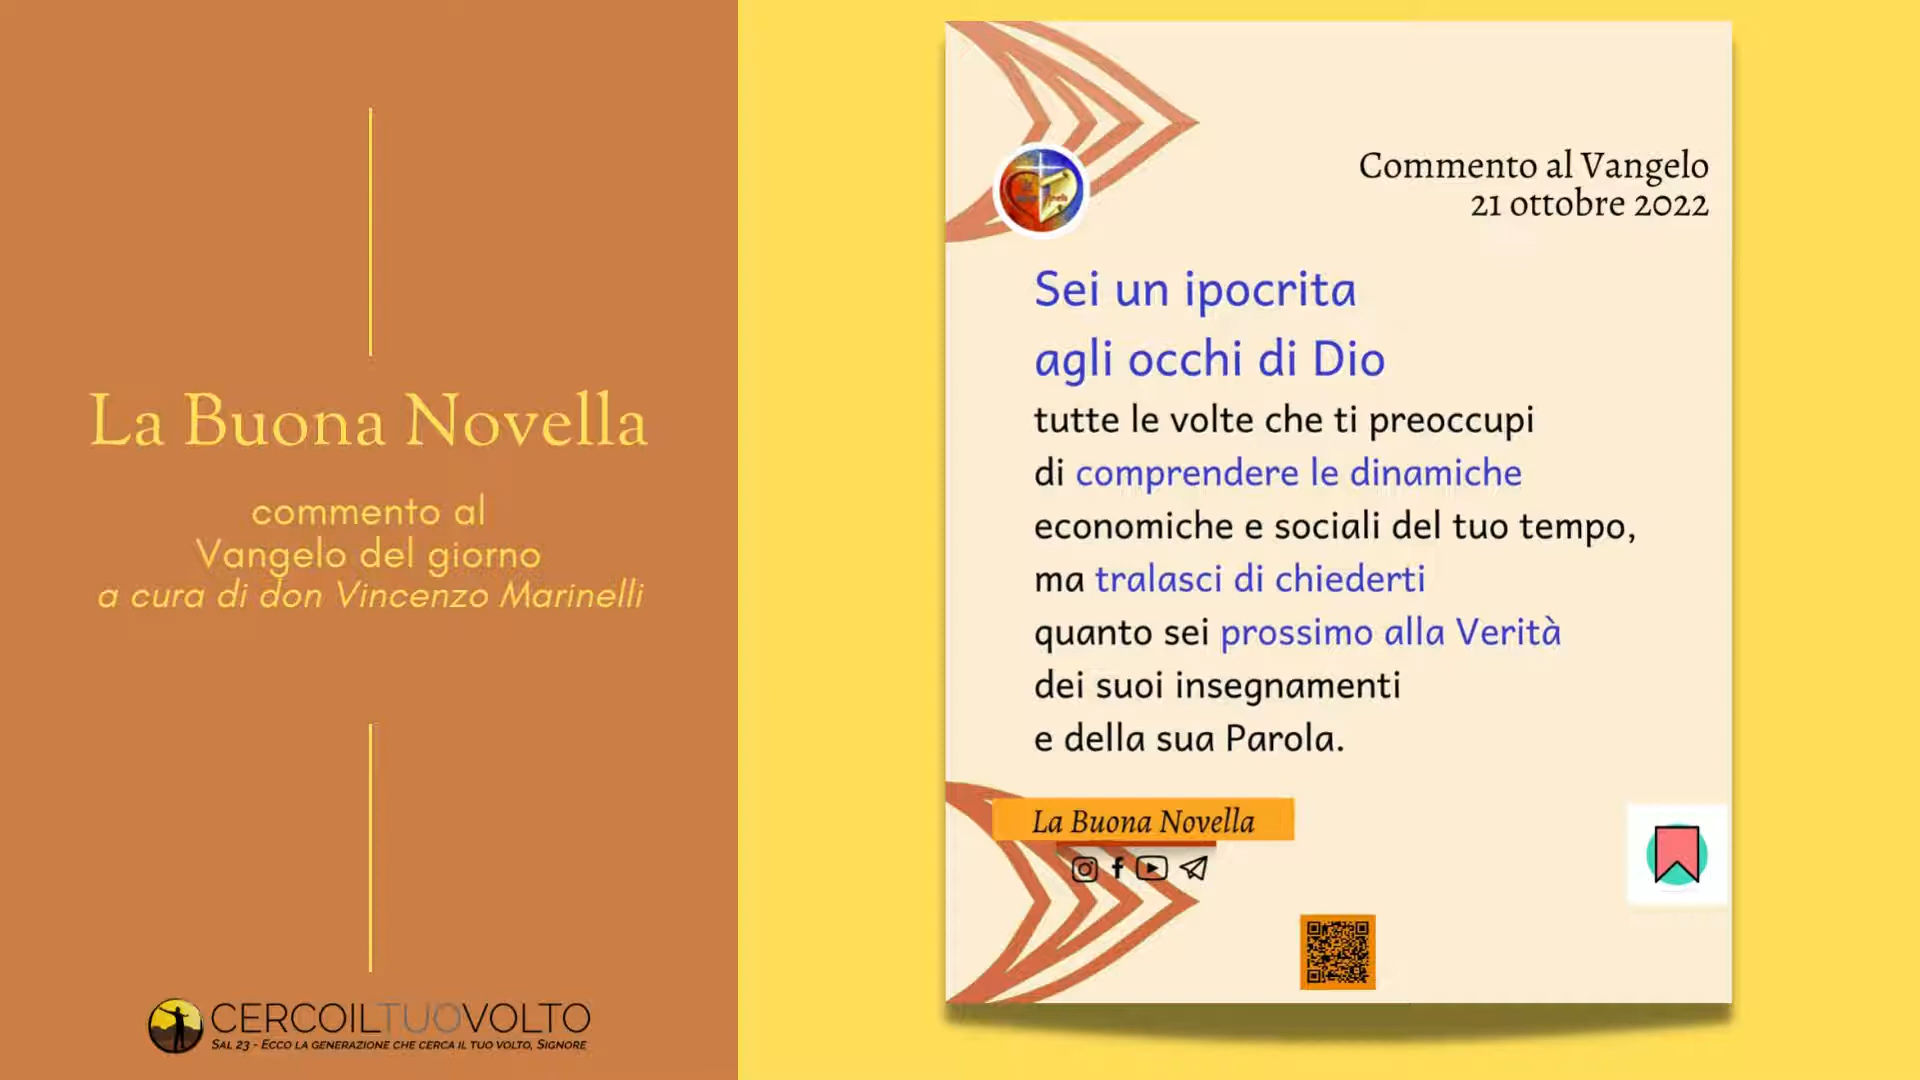 La Buona Novella
commento al
Vangelo del giorno
a cura di don Vincenzo Marinelli
CERCOILTUOVOLTO
SAL 23 - ECCO LA GENERAZIONE CHE CERCA IL TUO VOLTO, SIGNORE
Commento al Vangelo
21 ottobre 2022
Sei un ipocrita
agli occhi di Dio
tutte le volte che ti preoccupi
di comprendere le dinamiche
economiche e sociali del tuo tempo,
ma tralasci di chiederti
quanto sei prossimo alla Verità
dei suoi insegnamenti
e della sua Parola.
La Buona Novella